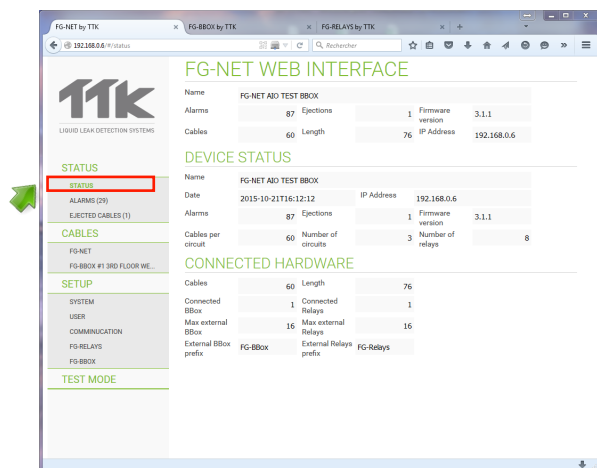 FG-NET by TTK × FG-BBOX by TTK × FG-RELAYS by TTK × +
192.168.0.6/#/status Rechercher
TTK
LIQUID LEAK DETECTION SYSTEMS
STATUS
STATUS
ALARMS (29)
EJECTED CABLES (1)
CABLES
FG-NET
FG-BBOX #1 3RD FLOOR WE...
SETUP
SYSTEM
USER
COMMINUCATION
FG-RELAYS
FG-BBOX
TEST MODE
FG-NET WEB INTERFACE
Name FG-NET AIO TEST BBOX
Alarms 87 Ejections 1 Firmware version 3.1.1
Cables 60 Length 76 IP Address 192.168.0.6
DEVICE STATUS
Name FG-NET AIO TEST BBOX
Date 2015-10-21T16:12:12 IP Address 192.168.0.6
Alarms 87 Ejections 1 Firmware version 3.1.1
Cables per circuit 60 Number of circuits 3 Number of relays 8
CONNECTED HARDWARE
Cables 60 Length 76
Connected BBox 1 Connected Relays 1
Max external BBox 16 Max external Relays 16
External BBox prefix FG-BBox External Relays prefix FG-Relays